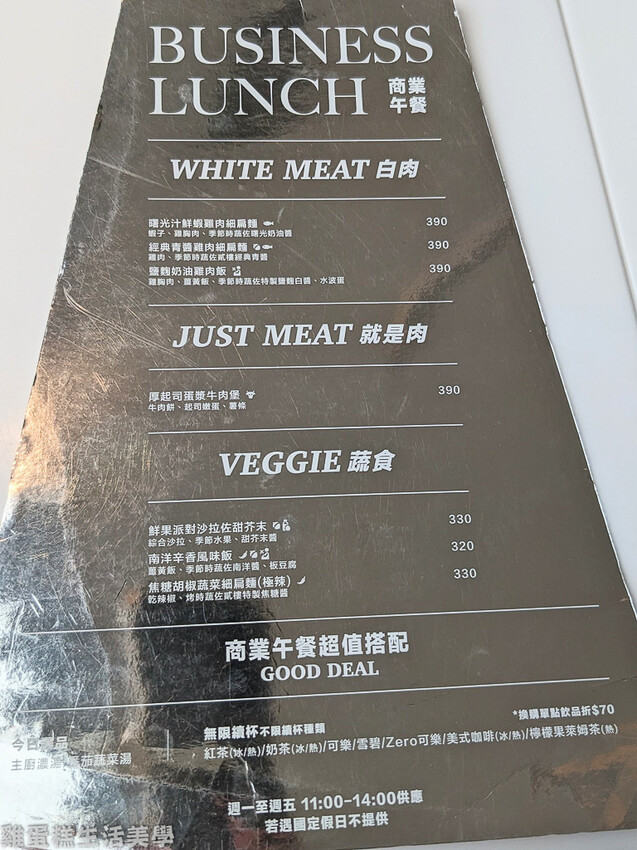 BUSINESS
LUNCH 商業午餐
WHITE MEAT 白肉
曙光汁鮮蝦雞肉細扁麵 390
蝦子、雞胸肉、季節時蔬佐曙光奶油醬
經典青醬雞肉細扁麵 390
雞肉、季節時蔬佐貳樓經典青醬
鹽麴奶油雞肉飯 390
雞胸肉、薑黃飯、季節時蔬佐特製鹽麴白醬、水波蛋
JUST MEAT 就是肉
厚起司蛋漿牛肉堡 390
牛肉餅、起司嫩蛋、薯條
VEGGIE 蔬食
鮮果派對沙拉佐甜芥末 330
綜合沙拉、季節水果、甜芥末醬
南洋辛香風味飯 320
薑黃飯、季節時蔬佐南洋醬、板豆腐
焦糖胡椒蔬菜細扁麵(極辣) 330
乾辣椒、烤時蔬佐貳樓特製焦糖醬
商業午餐超值搭配
GOOD DEAL
*換購單點飲品折$70
今日 品
主廚濃湯 番茄蔬菜湯
無限續杯不限續杯種類
紅茶(冰/熱)/奶茶(冰/熱)/可樂/雪碧/Zero可樂/美式咖啡(冰/熱)/檸檬果萊姆茶(熱)
週一至週五 11:00-14:00供應
若遇國定假日不提供
雞蛋糕生活美學